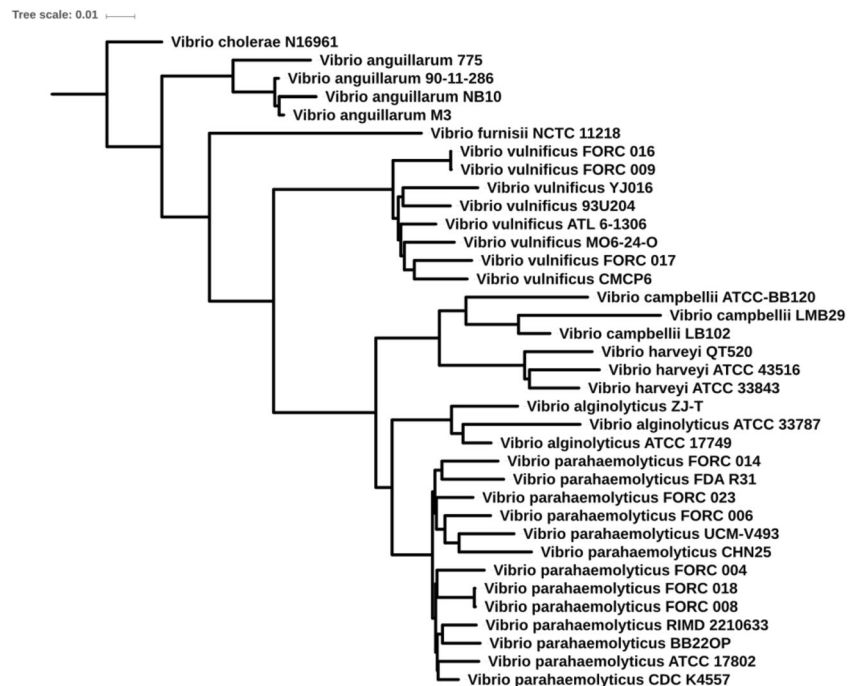 Tree scale: 0.01
Vibrio cholerae N16961
Vibrio anguillarum 775
Vibrio anguillarum 90-11-286
Vibrio anguillarum NB10
Vibrio anguillarum M3
Vibrio furnisii NCTC 11218
Vibrio vulnificus FORC 016
Vibrio vulnificus FORC 009
Vibrio vulnificus YJ016
Vibrio vulnificus 93U204
Vibrio vulnificus ATL 6-1306
Vibrio vulnificus MO6-24-O
Vibrio vulnificus FORC 017
Vibrio vulnificus CMCP6
Vibrio campbellii ATCC-BB120
Vibrio campbellii LMB29
Vibrio campbellii LB102
Vibrio harveyi QT520
Vibrio harveyi ATCC 43516
Vibrio harveyi ATCC 33843
Vibrio alginolyticus ZJ-T
Vibrio alginolyticus ATCC 33787
Vibrio alginolyticus ATCC 17749
Vibrio parahaemolyticus FORC 014
Vibrio parahaemolyticus FDA R31
Vibrio parahaemolyticus FORC 023
Vibrio parahaemolyticus FORC 006
Vibrio parahaemolyticus UCM-V493
Vibrio parahaemolyticus CHN25
Vibrio parahaemolyticus FORC 004
Vibrio parahaemolyticus FORC 018
Vibrio parahaemolyticus FORC 008
Vibrio parahaemolyticus RIMD 2210633
Vibrio parahaemolyticus BB22OP
Vibrio parahaemolyticus ATCC 17802
Vibrio parahaemolyticus CDC K4557